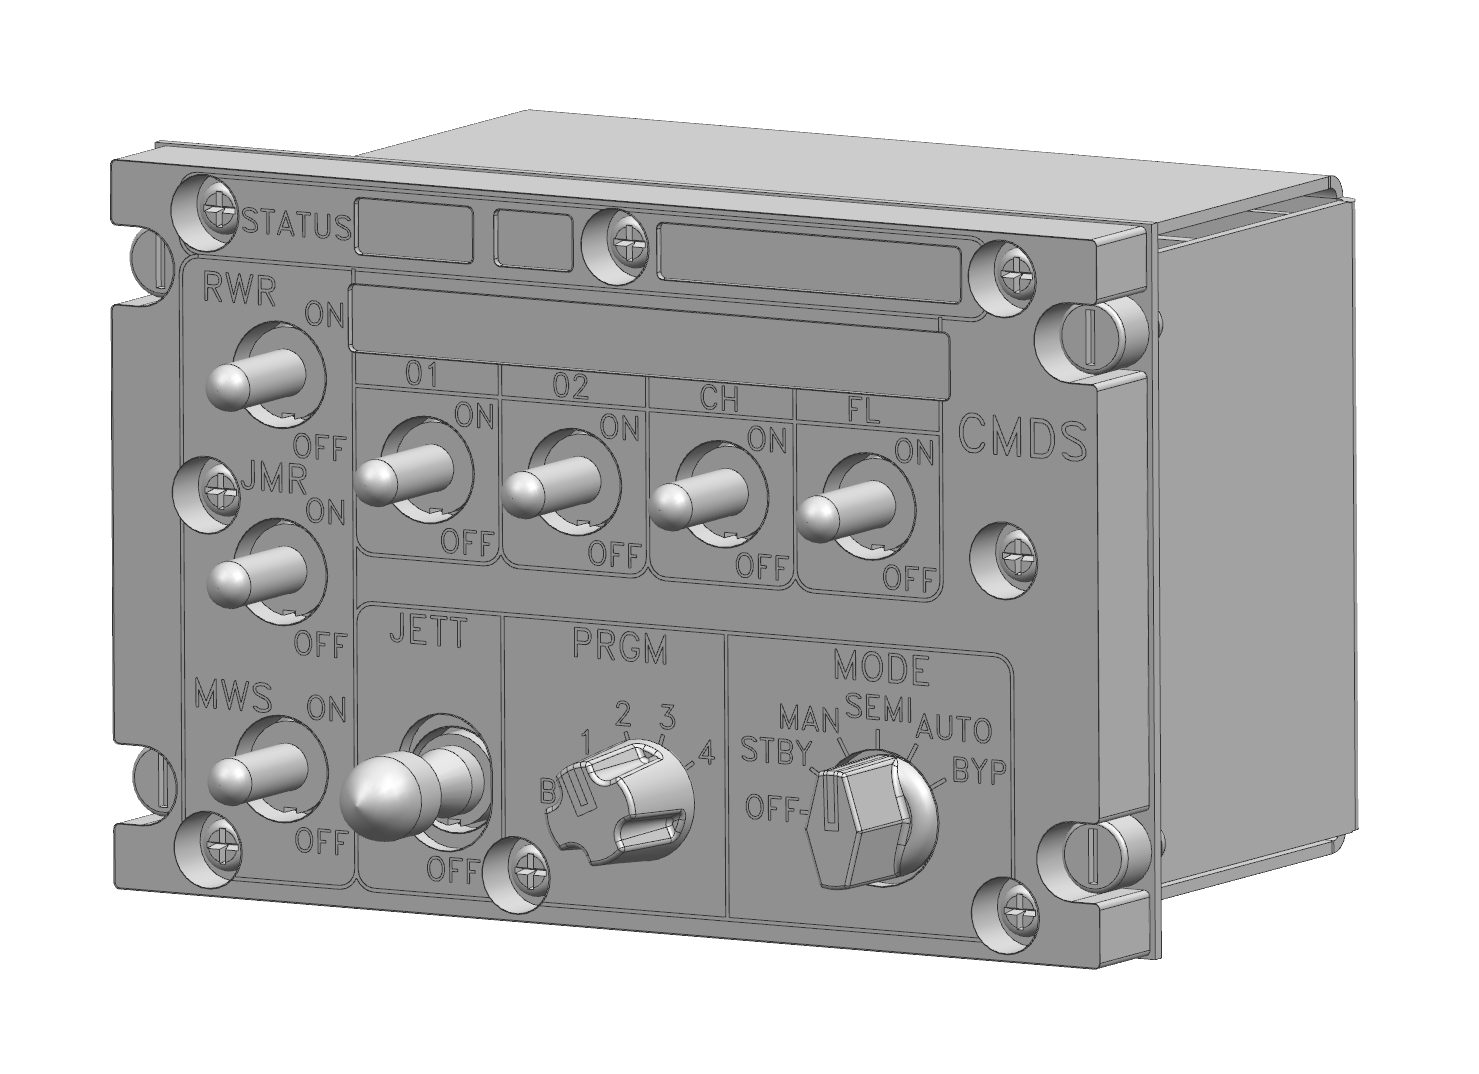 STATUS
RWR
ON
OFF
JMR
ON
OFF
MWS
ON
OFF
O1
ON
OFF
O2
ON
OFF
CH
ON
OFF
FL
ON
OFF
CMDS
JETT
OFF
PRGM
1
2
3
4
MODE
OFF
STBY
MAN
SEMI
AUTO
BYP